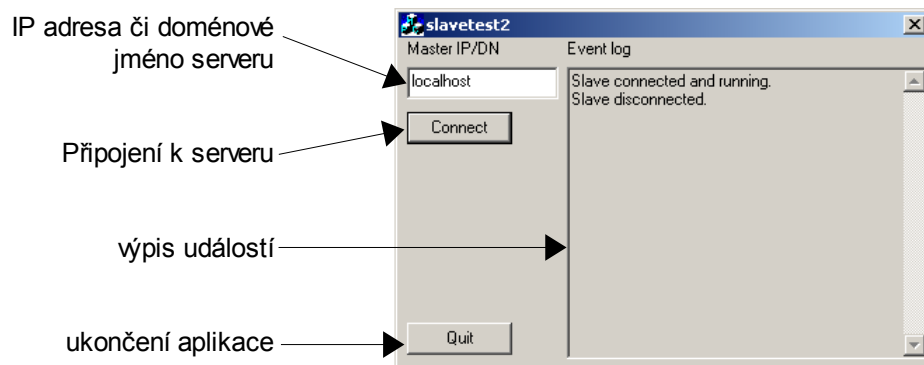 IP adresa či doménové
jméno serveru
Připojení k serveru
výpis událostí
ukončení aplikace
slavetest2
Master IP/DN
Event log
localhost
Slave connected and running.
Slave disconnected.
Connect
Quit